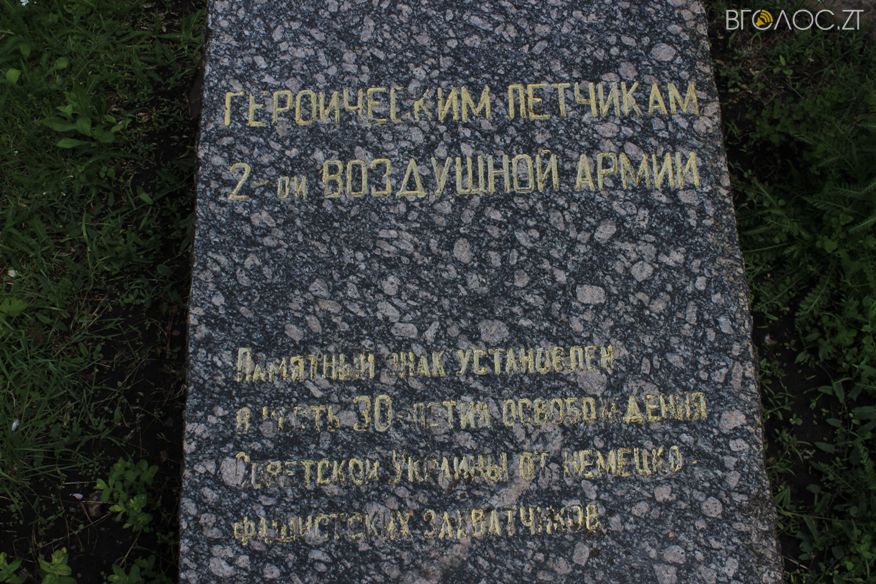 ВГОЛОС.ZT
ГЕРОИЧЕСКИМ ЛЕТЧИКАМ
2-ой ВОЗДУШНОЙ АРМИИ
ПАМЯТНЫЙ ЗНАК УСТАНОВЛЕН
В ЧЕСТЬ 30-ЛЕТИЯ ОСВОБОЖДЕНИЯ
СОВЕТСКОЙ УКРАИНЫ ОТ НЕМЕЦКО-
ФАШИСТСКИХ ЗАХВАТЧИКОВ.